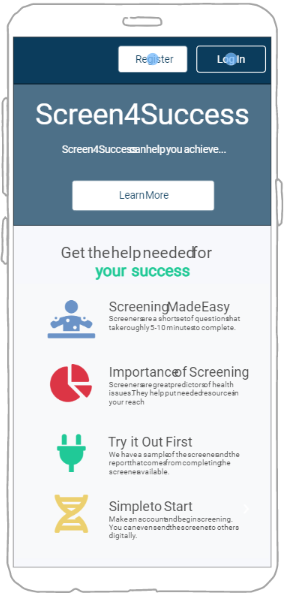 Register
Log In
Screen4Success
Screen4Success can help you achieve...
Learn More
Get the help needed for
your success
Screening Made Easy
Screeners are a short set of questions that
take roughly 5-10 minutes to complete.
Importance of Screening
Screeners are great predictors of health
issues. They help put needed resources in
your reach
Try it Out First
We have a sample of the screener and the
report that comes from completing the
screener available.
Simple to Start
Make an account and begin screening.
You can even send the screener to others
digitally.